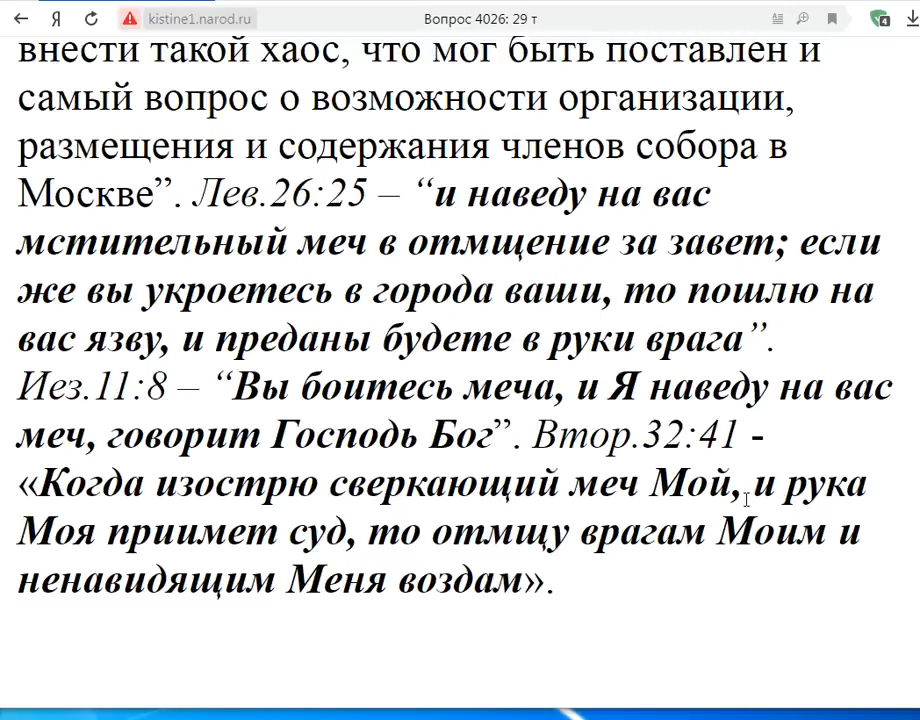 Я kistine1.narod.ru Вопрос 4026: 29 т 4
внести такой хаос, что мог быть поставлен и
самый вопрос о возможности организации,
размещения и содержания членов собора в
Москве”. Лев.26:25 – “и наведу на вас
мстительный меч в отмщение за завет; если
же вы укроетесь в города ваши, то пошлю на
вас язву, и преданы будете в руки врага”.
Иез.11:8 – “Вы боитесь меча, и Я наведу на вас
меч, говорит Господь Бог”. Втор.32:41 -
«Когда изострю сверкающий меч Мой, и рука
Моя приимет суд, то отмщу врагам Моим и
ненавидящим Меня воздам».